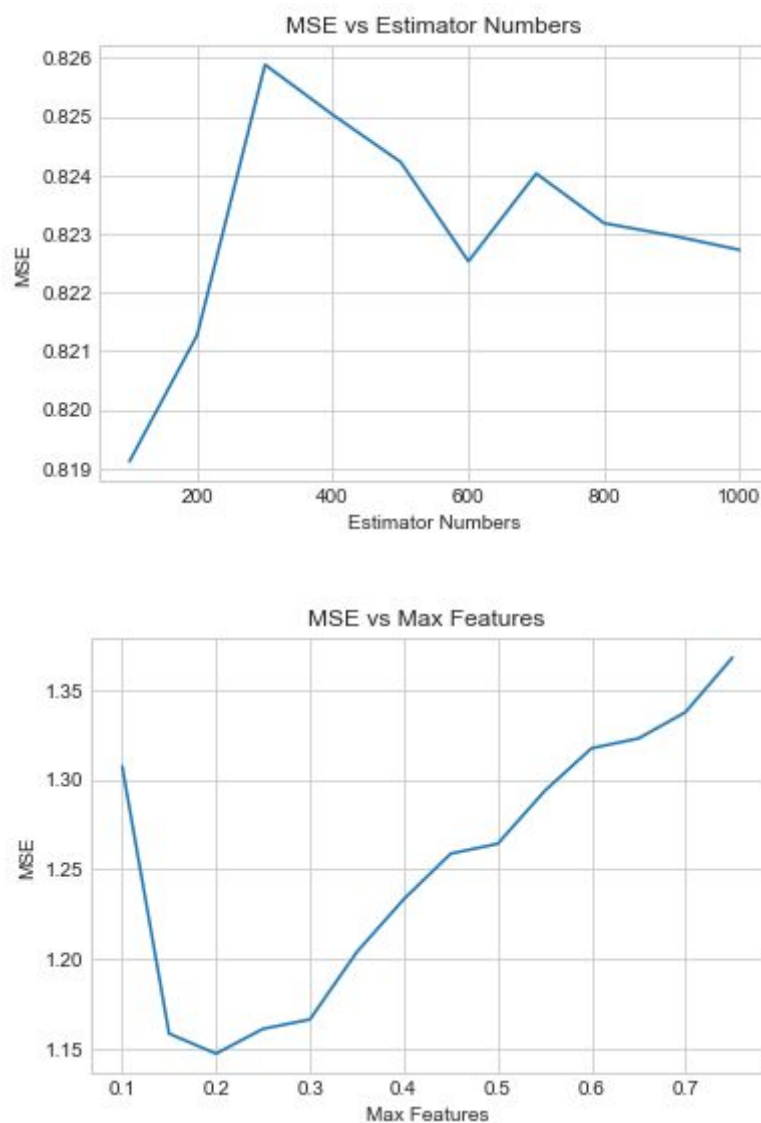 MSE vs Estimator Numbers
0.826
0.825
0.824
0.823
0.822
0.821
0.820
0.819
MSE
200 400 600 800 1000
Estimator Numbers
MSE vs Max Features
1.35
1.30
1.25
1.20
1.15
MSE
0.1 0.2 0.3 0.4 0.5 0.6 0.7
Max Features